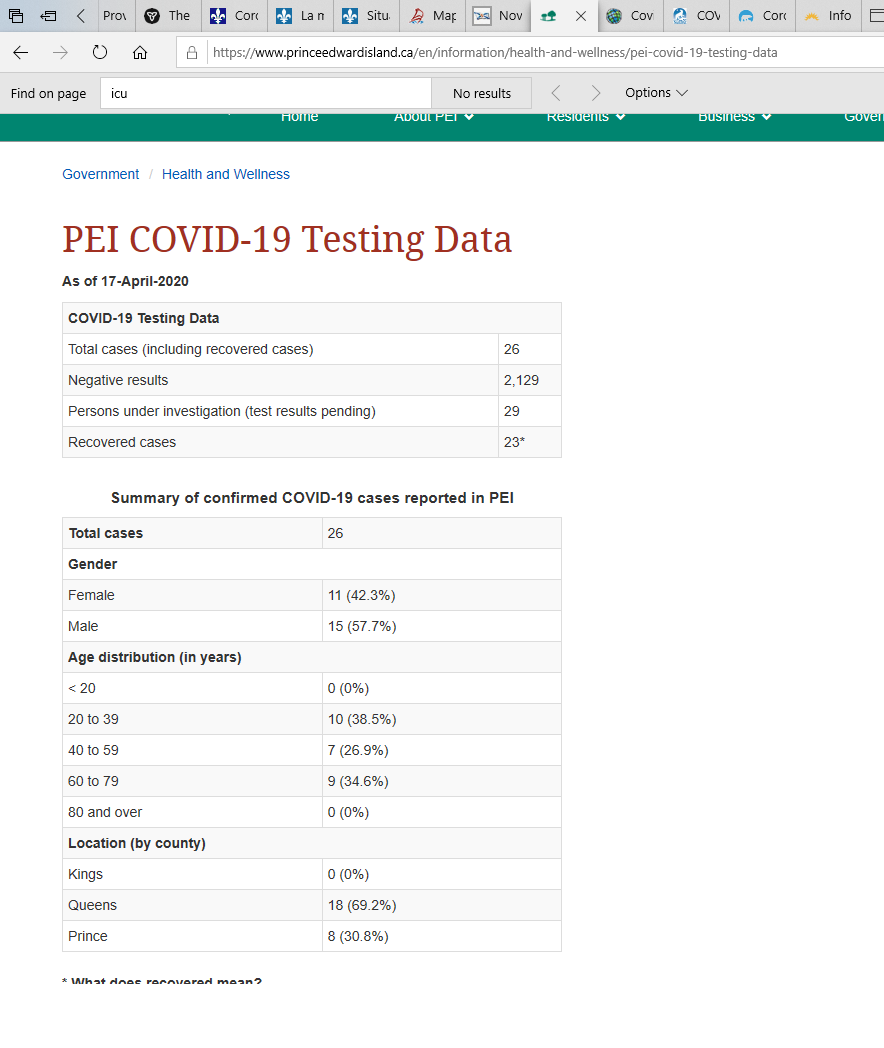 Prov The Corc La n Situ Map Nov Covi COV Corc Info
https://www.princeedwardisland.ca/en/information/health-and-wellness/pei-covid-19-testing-data
Find on page icu No results Options
Home About PEI Residents Business Gover
Government / Health and Wellness
PEI COVID-19 Testing Data
As of 17-April-2020
COVID-19 Testing Data
Total cases (including recovered cases) 26
Negative results 2,129
Persons under investigation (test results pending) 29
Recovered cases 23*
Summary of confirmed COVID-19 cases reported in PEI
Total cases 26
Gender
Female 11 (42.3%)
Male 15 (57.7%)
Age distribution (in years)
< 20 0 (0%)
20 to 39 10 (38.5%)
40 to 59 7 (26.9%)
60 to 79 9 (34.6%)
80 and over 0 (0%)
Location (by county)
Kings 0 (0%)
Queens 18 (69.2%)
Prince 8 (30.8%)
* What does recovered mean?